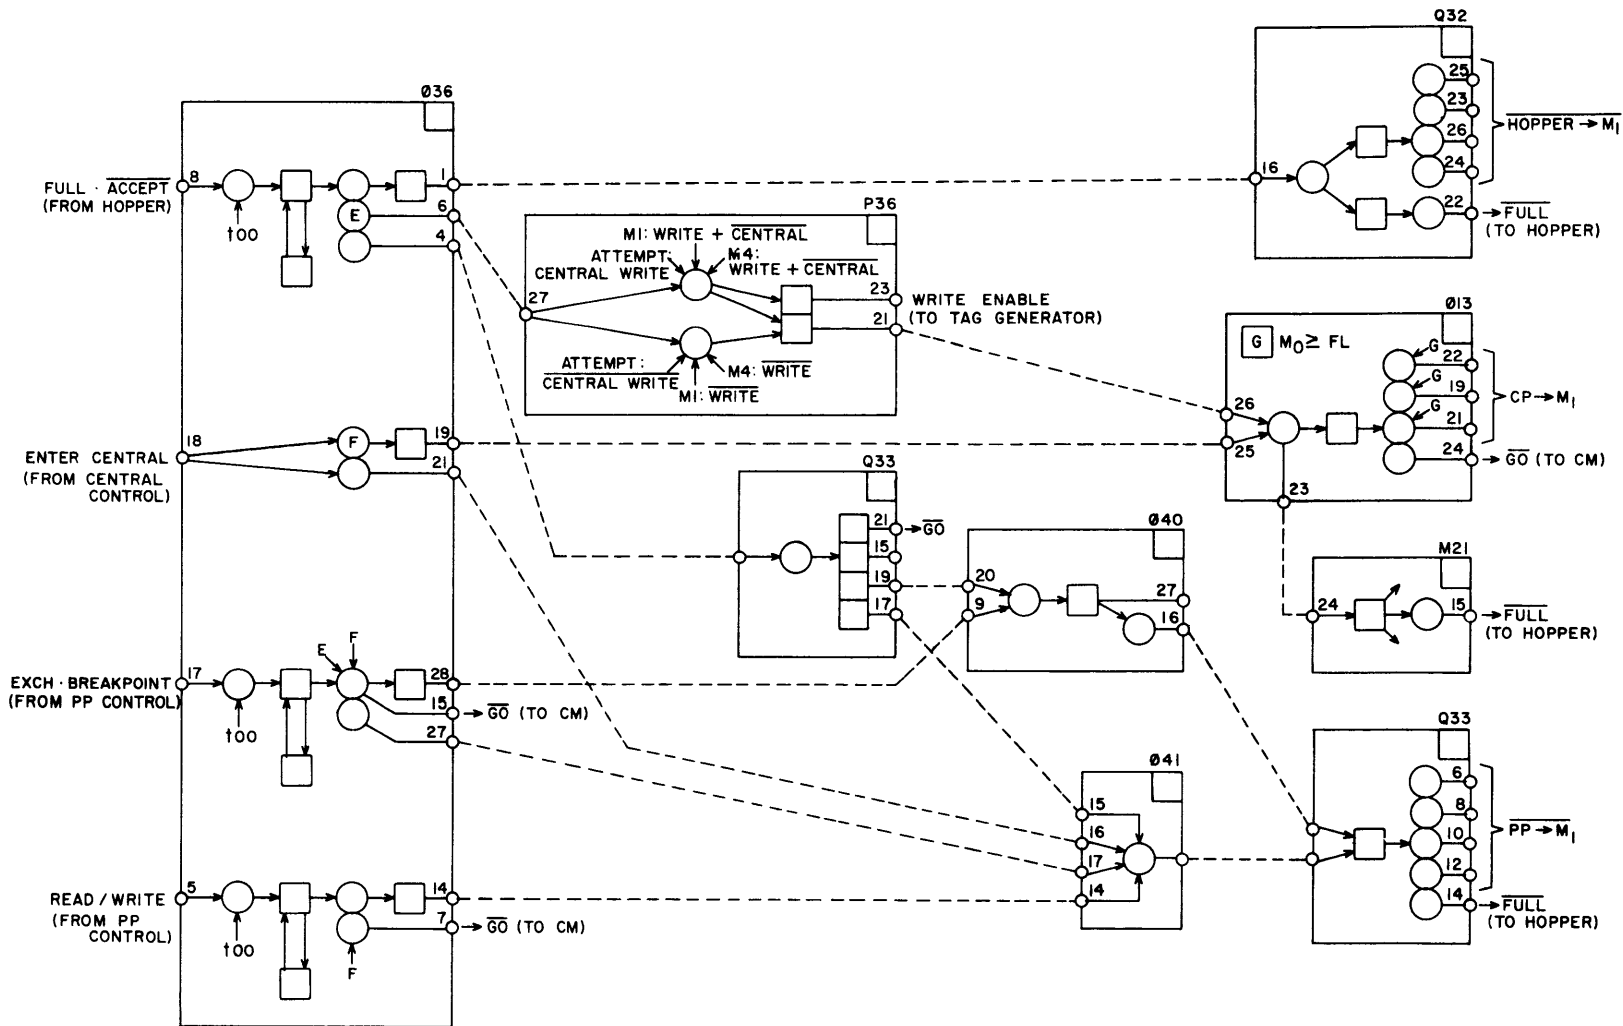 Ø36
FULL · ACCEPT
(FROM HOPPER)
8
t00
E
1
6
4
ENTER CENTRAL
(FROM CENTRAL
CONTROL)
18
F
19
21
EXCH · BREAKPOINT
(FROM PP CONTROL)
17
t00
E
F
28
15
GO (TO CM)
27
READ / WRITE
(FROM PP
CONTROL)
5
t00
F
14
7
GO (TO CM)
P36
M1: WRITE + CENTRAL
ATTEMPT:
CENTRAL WRITE
M4:
WRITE + CENTRAL
27
23
21
WRITE ENABLE
(TO TAG GENERATOR)
ATTEMPT:
CENTRAL WRITE
M4: WRITE
M1: WRITE
Q33
21
GO
15
19
17
Ø40
20
9
27
16
Ø41
15
16
17
14
Q32
16
25
23
26
24
HOPPER → M1
22
FULL
(TO HOPPER)
Ø13
G
M0 ≥ FL
26
25
G
22
G
19
G
21
CP → M1
24
GO (TO CM)
23
M21
24
15
FULL
(TO HOPPER)
Q33
6
8
10
12
PP → M1
14
FULL
(TO HOPPER)